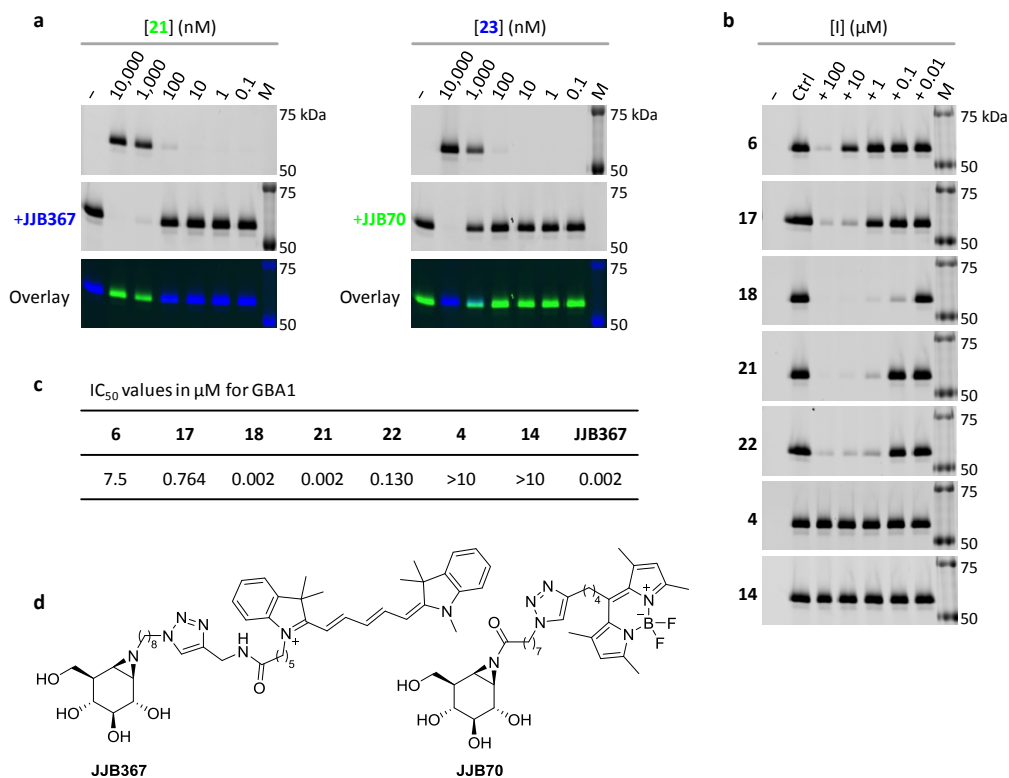 a
[21] (nM)
– 10,000 1,000 100 10 1 0.1 M
75 kDa
50
+JJB367
75
50
Overlay
75
50
[23] (nM)
– 10,000 1,000 100 10 1 0.1 M
75 kDa
50
+JJB70
75
50
Overlay
75
50
b
[I] (μM)
– Ctrl + 100 + 10 + 1 + 0.1 + 0.01 M
6
75 kDa
50
17
75
50
18
75
50
21
75
50
22
75
50
4
75
50
14
75
50
c
IC50 values in μM for GBA1
6 17 18 21 22 4 14 JJB367
7.5 0.764 0.002 0.002 0.130 >10 >10 0.002
d
HO
HO
OH
OH
N
8
N
N
N
N
H
O
5
N
+
N
JJB367
HO
HO
OH
OH
N
O
7
N
N
N
4
N
+
N
B
–
F
F
JJB70